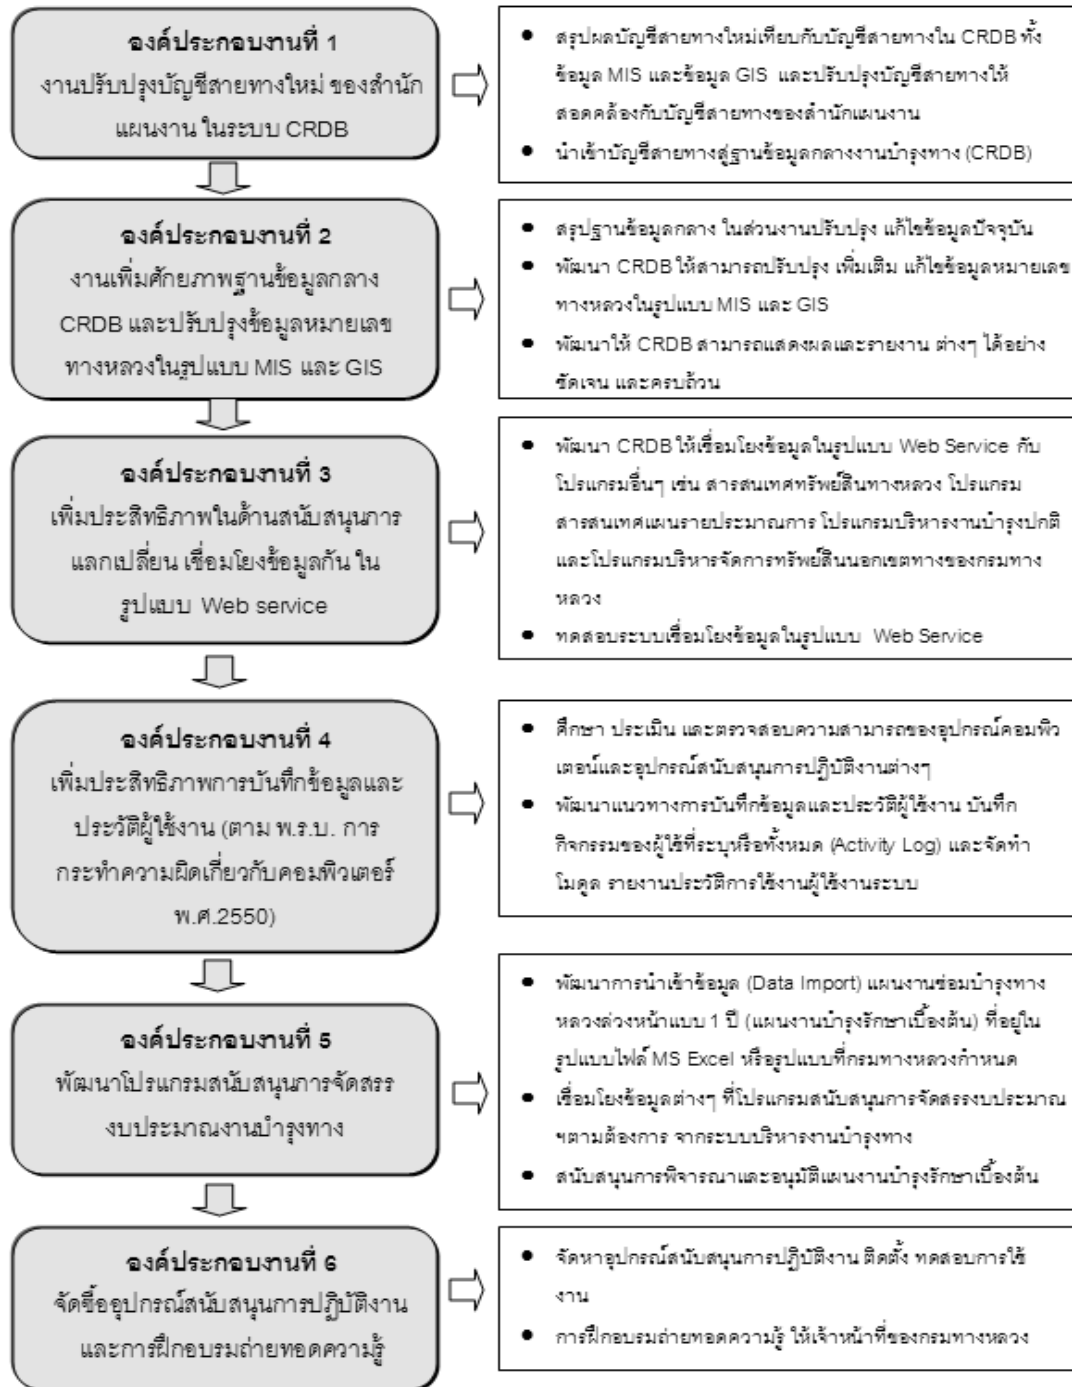 องค์ประกอบงานที่ 1
งานปรับปรุงบัญชีสายทางใหม่ ของสำนัก
แผนงาน ในระบบ CRDB
● สรุปผลบัญชีสายทางใหม่เทียบกับบัญชีสายทางใน CRDB ทั้ง
ข้อมูล MIS และข้อมูล GIS และปรับปรุงบัญชีสายทางให้
สอดคล้องกับบัญชีสายทางของสำนักแผนงาน
● นำเข้าบัญชีสายทางสู่ฐานข้อมูลกลางงานบำรุงทาง (CRDB)
องค์ประกอบงานที่ 2
งานเพิ่มศักยภาพฐานข้อมูลกลาง
CRDB และปรับปรุงข้อมูลหมายเลข
ทางหลวงในรูปแบบ MIS และ GIS
● สรุปฐานข้อมูลกลาง ในส่วนงานปรับปรุง แก้ไขข้อมูลปัจจุบัน
● พัฒนา CRDB ให้สามารถปรับปรุง เพิ่มเติม แก้ไขข้อมูลหมายเลข
ทางหลวงในรูปแบบ MIS และ GIS
● พัฒนาให้ CRDB สามารถแสดงผลและรายงาน ต่างๆ ได้อย่าง
ชัดเจน และครบถ้วน
องค์ประกอบงานที่ 3
เพิ่มประสิทธิภาพในด้านสนับสนุนการ
แลกเปลี่ยน เชื่อมโยงข้อมูลกัน ใน
รูปแบบ Web service
● พัฒนา CRDB ให้เชื่อมโยงข้อมูลในรูปแบบ Web Service กับ
โปรแกรมอื่นๆ เช่น สารสนเทศทรัพย์สินทางหลวง โปรแกรม
สารสนเทศแผนรายประมาณการ โปรแกรมบริหารงานบำรุงปกติ
และโปรแกรมบริหารจัดการทรัพย์สินนอกเขตทางของกรมทาง
หลวง
● ทดสอบระบบเชื่อมโยงข้อมูลในรูปแบบ Web Service
องค์ประกอบงานที่ 4
เพิ่มประสิทธิภาพการบันทึกข้อมูลและ
ประวัติผู้ใช้งาน (ตาม พ.ร.บ. การ
กระทำความผิดเกี่ยวกับคอมพิวเตอร์
พ.ศ.2550)
● ศึกษา ประเมิน และตรวจสอบความสามารถของอุปกรณ์คอมพิว
เตอน์และอุปกรณ์สนับสนุนการปฏิบัติงานต่างๆ
● พัฒนาแนวทางการบันทึกข้อมูลและประวัติผู้ใช้งาน บันทึก
กิจกรรมของผู้ใช้ที่ระบุหรือทั้งหมด (Activity Log) และจัดทำ
โมดูล รายงานประวัติการใช้งานผู้ใช้งานระบบ
องค์ประกอบงานที่ 5
พัฒนาโปรแกรมสนับสนุนการจัดสรร
งบประมาณงานบำรุงทาง
● พัฒนาการนำเข้าข้อมูล (Data Import) แผนงานซ่อมบำรุงทาง
หลวงล่วงหน้าแบบ 1 ปี (แผนงานบำรุงรักษาเบื้องต้น) ที่อยู่ใน
รูปแบบไฟล์ MS Excel หรือรูปแบบที่กรมทางหลวงกำหนด
● เชื่อมโยงข้อมูลต่างๆ ที่โปรแกรมสนับสนุนการจัดสรรงบประมาณ
ฯตามต้องการ จากระบบบริหารงานบำรุงทาง
● สนับสนุนการพิจารณาและอนุมัติแผนงานบำรุงรักษาเบื้องต้น
องค์ประกอบงานที่ 6
จัดซื้ออุปกรณ์สนับสนุนการปฏิบัติงาน
และการฝึกอบรมถ่ายทอดความรู้
● จัดหาอุปกรณ์สนับสนุนการปฏิบัติงาน ติดตั้ง ทดสอบการใช้
งาน
● การฝึกอบรมถ่ายทอดความรู้ ให้เจ้าหน้าที่ของกรมทางหลวง